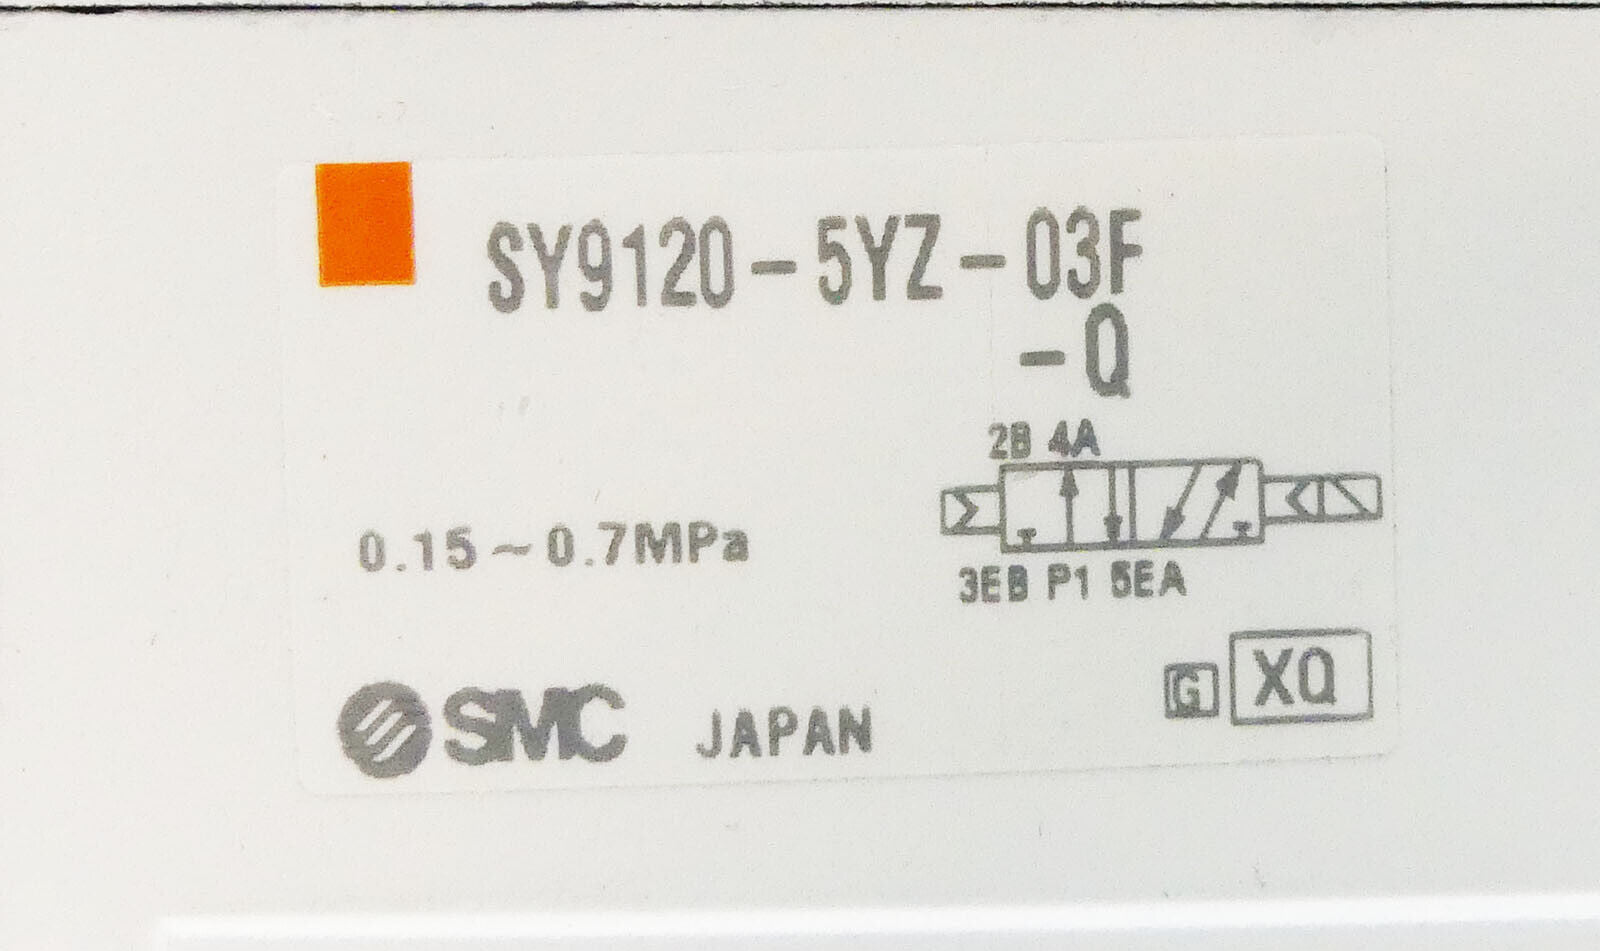 SY9120-5YZ-03F
-Q
2B 4A
0.15~0.7MPa
3EB P1 5EA
SMC JAPAN
G XQ